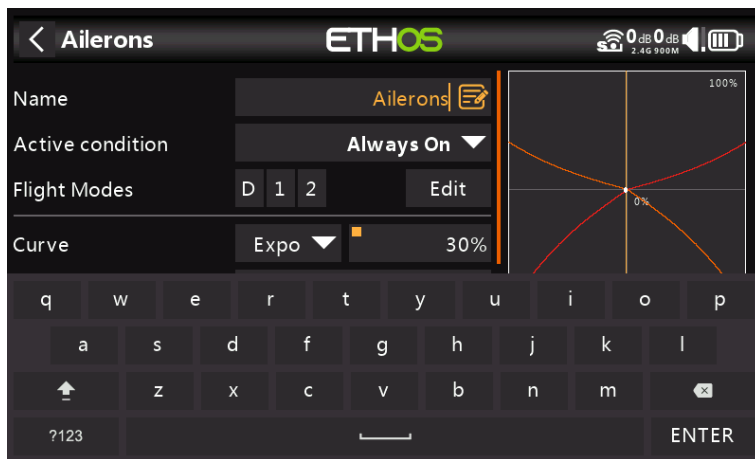 Ailerons ETHOS 0 dB 0 dB
2.4G 900M
Name Ailerons
100%
Active condition Always On
Flight Modes D 1 2 Edit
0%
Curve Expo 30%
q w e r t y u i o p
a s d f g h j k l
z x c v b n m
?123 ENTER